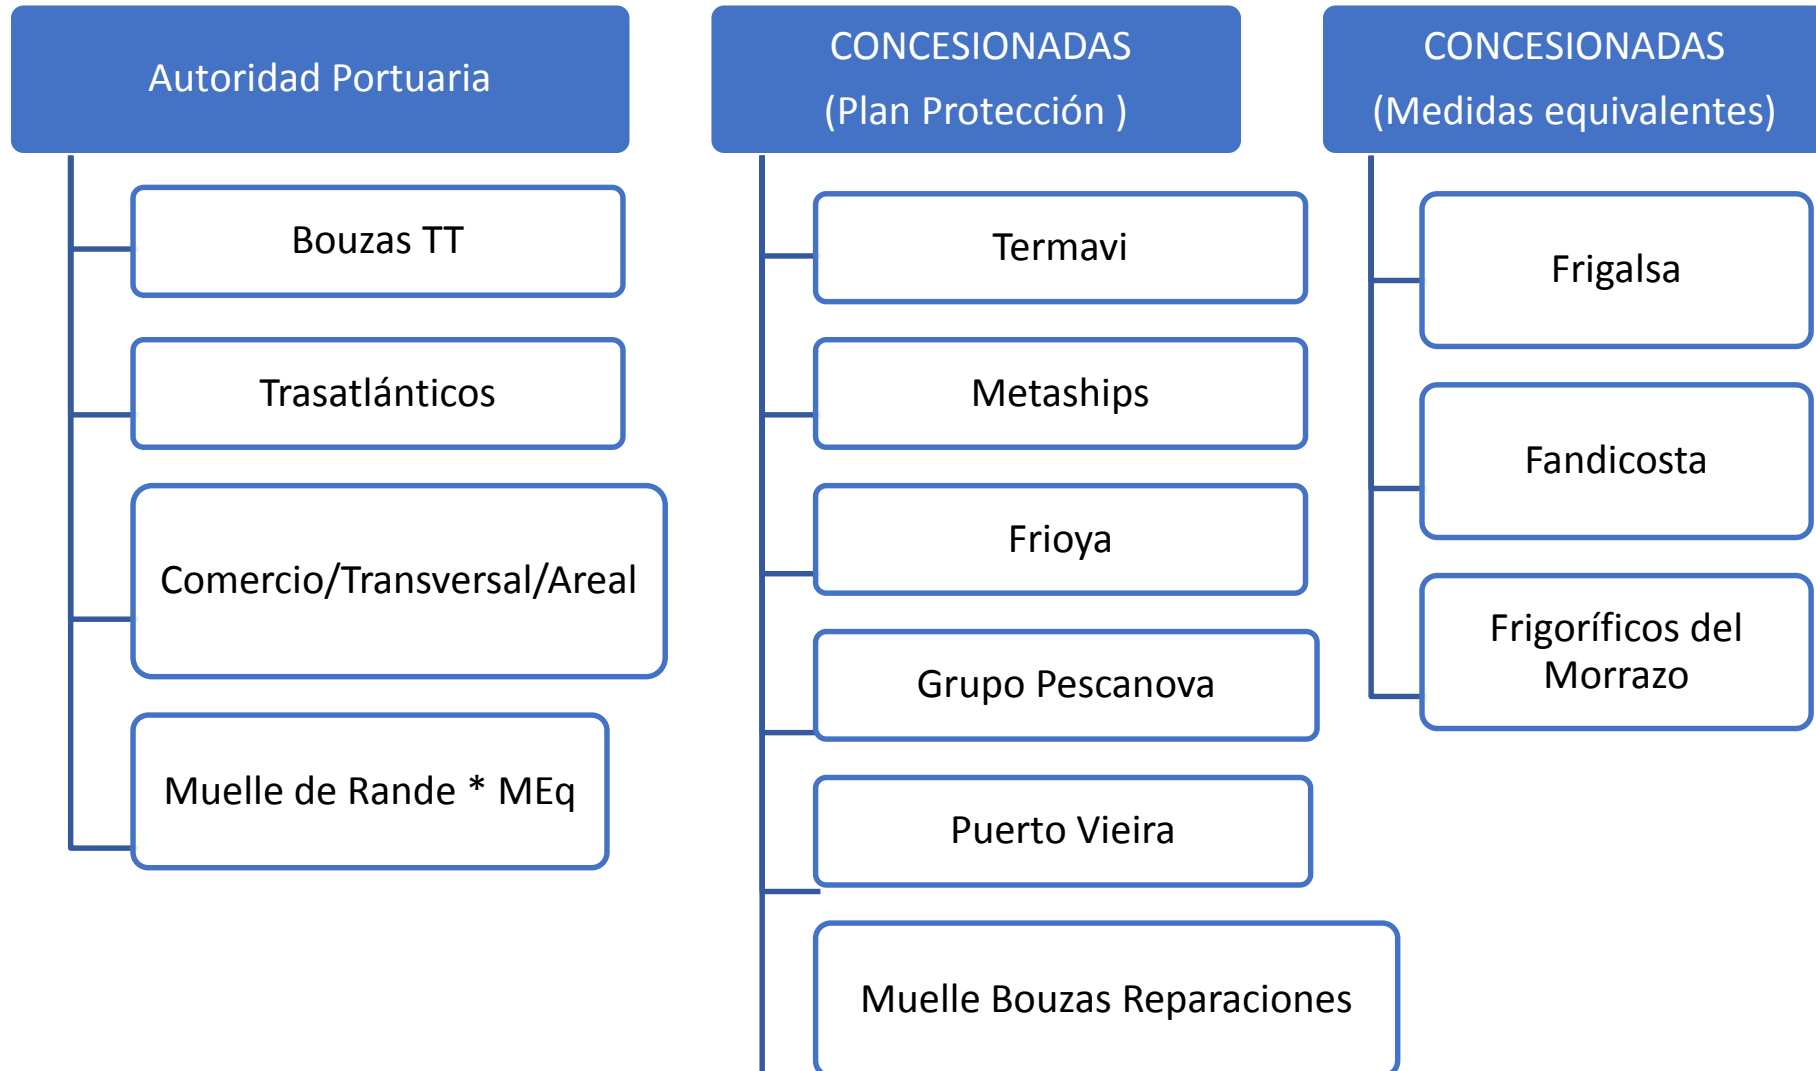 Autoridad Portuaria
Bouzas TT
Trasatlánticos
Comercio/Transversal/Areal
Muelle de Rande * MEq
CONCESIONADAS
(Plan Protección )
Termavi
Metaships
Frioya
Grupo Pescanova
Puerto Vieira
Muelle Bouzas Reparaciones
CONCESIONADAS
(Medidas equivalentes)
Frigalsa
Fandicosta
Frigoríficos del
Morrazo